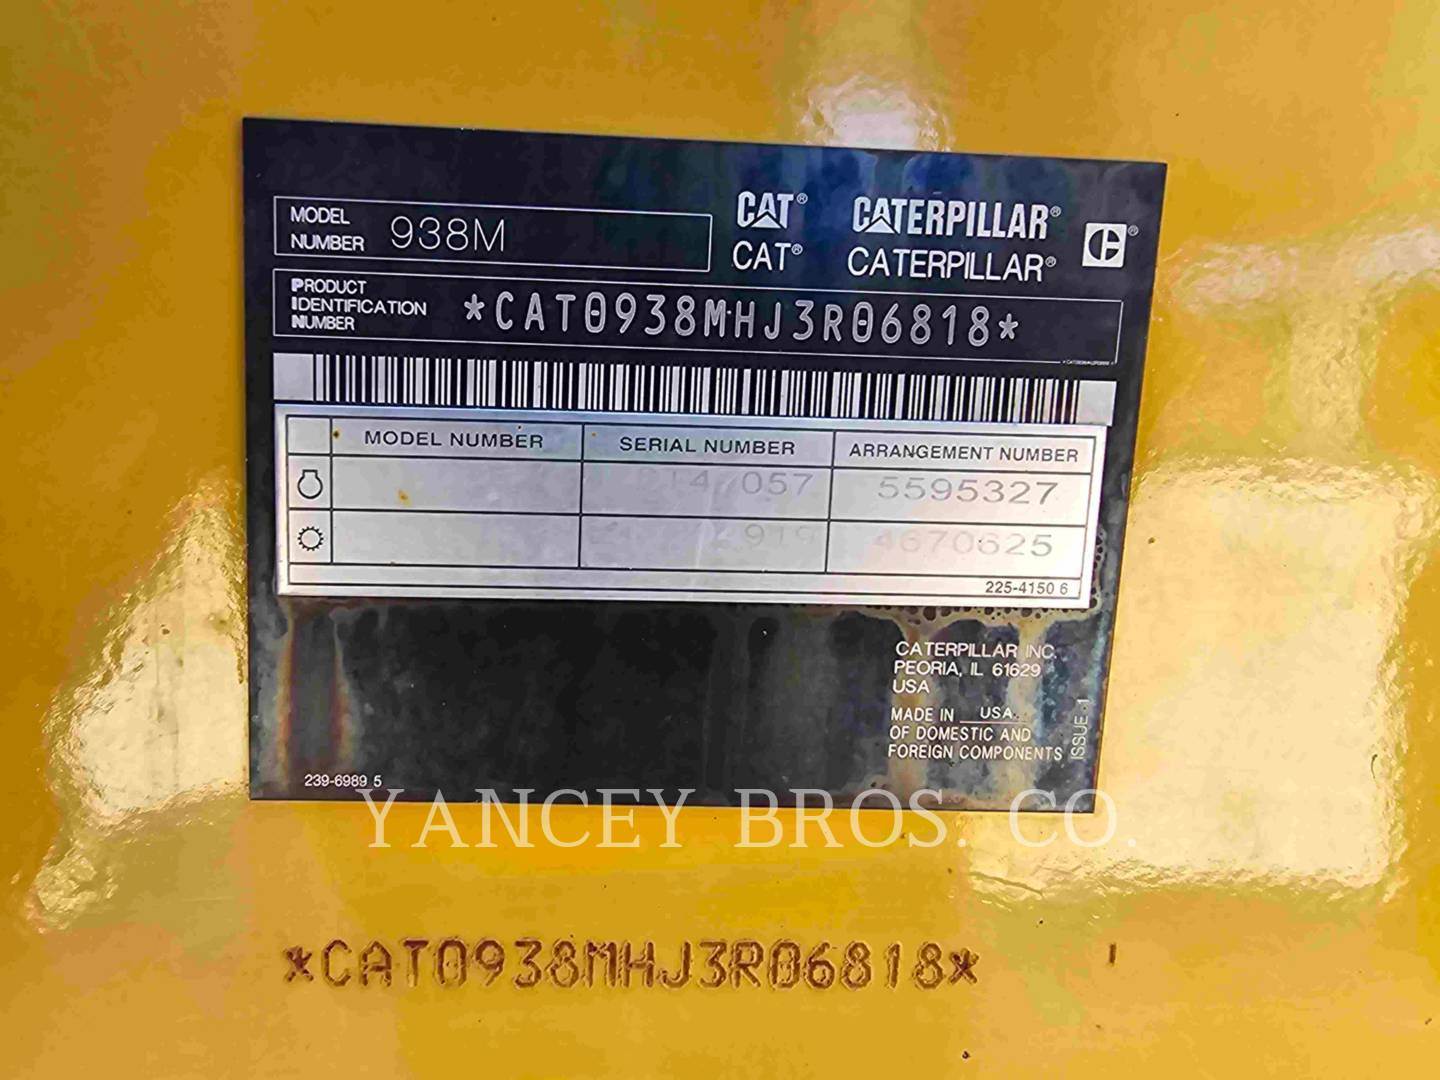 MODEL NUMBER 938M
CAT® CATERPILLAR®
CAT® CATERPILLAR®
PRODUCT IDENTIFICATION NUMBER *CAT0938MHJ3R06818*
MODEL NUMBER SERIAL NUMBER ARRANGEMENT NUMBER
057 5595327
919 4670625
225-4150 6
CATERPILLAR INC.
PEORIA, IL 61629
USA
MADE IN USA
OF DOMESTIC AND
FOREIGN COMPONENTS
ISSUE 1
239-6989 5
YANCEY BROS. CO.
*CAT0938MHJ3R06818*